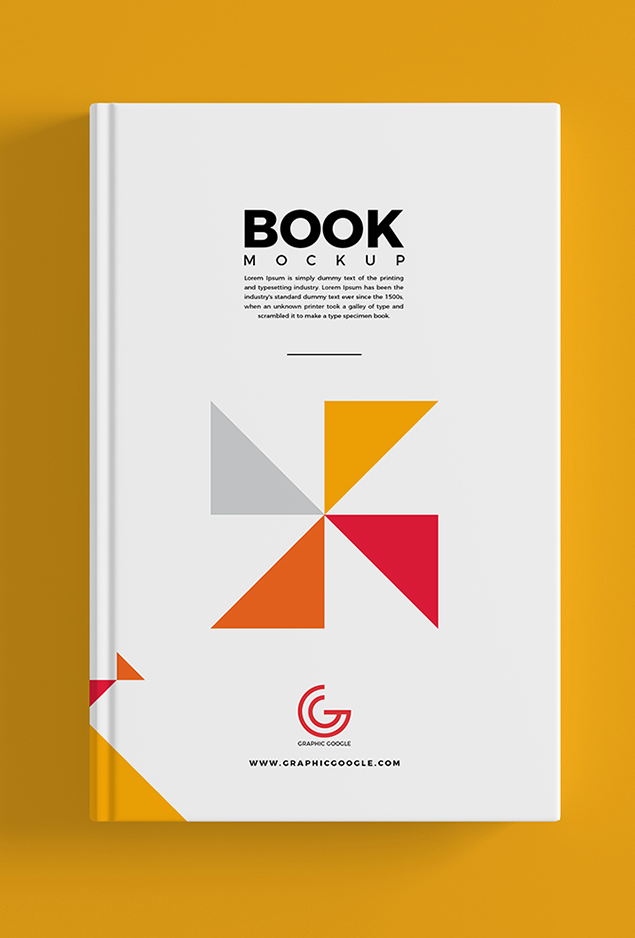 BOOK
MOCKUP
Lorem Ipsum is simply dummy text of the printing
and typesetting industry. Lorem Ipsum has been the
industry's standard dummy text ever since the 1500s,
when an unknown printer took a galley of type and
scrambled it to make a type specimen book.
GRAPHIC GOOGLE
WWW.GRAPHICGOOGLE.COM